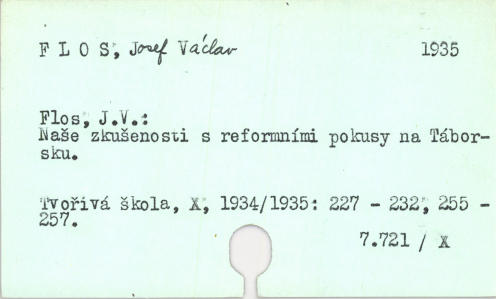 F L O S, Josef Václav 1935
Flos, J.V.:
Naše zkušenosti s reformními pokusy na Tábor-
sku.
Tvořivá škola, X, 1934/1935: 227 - 232, 255 -
257.
7.721 / X